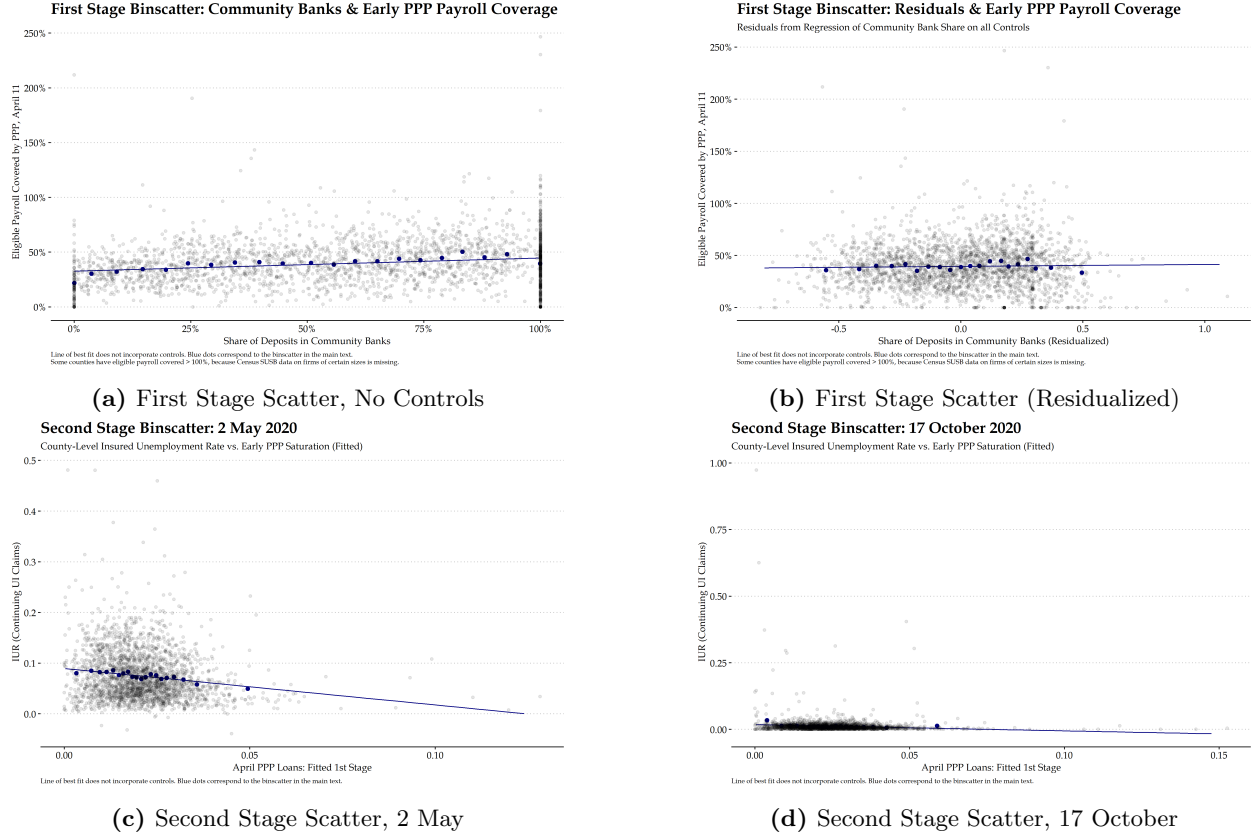 First Stage Binscatter: Community Banks & Early PPP Payroll Coverage
250%
200%
150%
100%
50%
0%
Eligible Payroll Covered by PPP, April 11
0%
25%
50%
75%
100%
Share of Deposits in Community Banks
Line of best fit does not incorporate controls. Blue dots correspond to the binscatter in the main text.
Some counties have eligible payroll covered > 100%, because Census SUSB data on firms of certain sizes is missing.
(a) First Stage Scatter, No Controls
First Stage Binscatter: Residuals & Early PPP Payroll Coverage
Residuals from Regression of Community Bank Share on all Controls
250%
200%
150%
100%
50%
0%
Eligible Payroll Covered by PPP, April 11
-0.5
0.0
0.5
1.0
Share of Deposits in Community Banks (Residualized)
Line of best fit does not incorporate controls. Blue dots correspond to the binscatter in the main text.
Some counties have eligible payroll covered > 100%, because Census SUSB data on firms of certain sizes is missing.
(b) First Stage Scatter (Residualized)
Second Stage Binscatter: 2 May 2020
County-Level Insured Unemployment Rate vs. Early PPP Saturation (Fitted)
0.5
0.4
0.3
0.2
0.1
0.0
IUR (Continuing UI Claims)
0.00
0.05
0.10
April PPP Loans: Fitted 1st Stage
Line of best fit does not incorporate controls. Blue dots correspond to the binscatter in the main text.
(c) Second Stage Scatter, 2 May
Second Stage Binscatter: 17 October 2020
County-Level Insured Unemployment Rate vs. Early PPP Saturation (Fitted)
1.00
0.75
0.50
0.25
0.00
IUR (Continuing UI Claims)
0.00
0.05
0.10
0.15
April PPP Loans: Fitted 1st Stage
Line of best fit does not incorporate controls. Blue dots correspond to the binscatter in the main text.
(d) Second Stage Scatter, 17 October